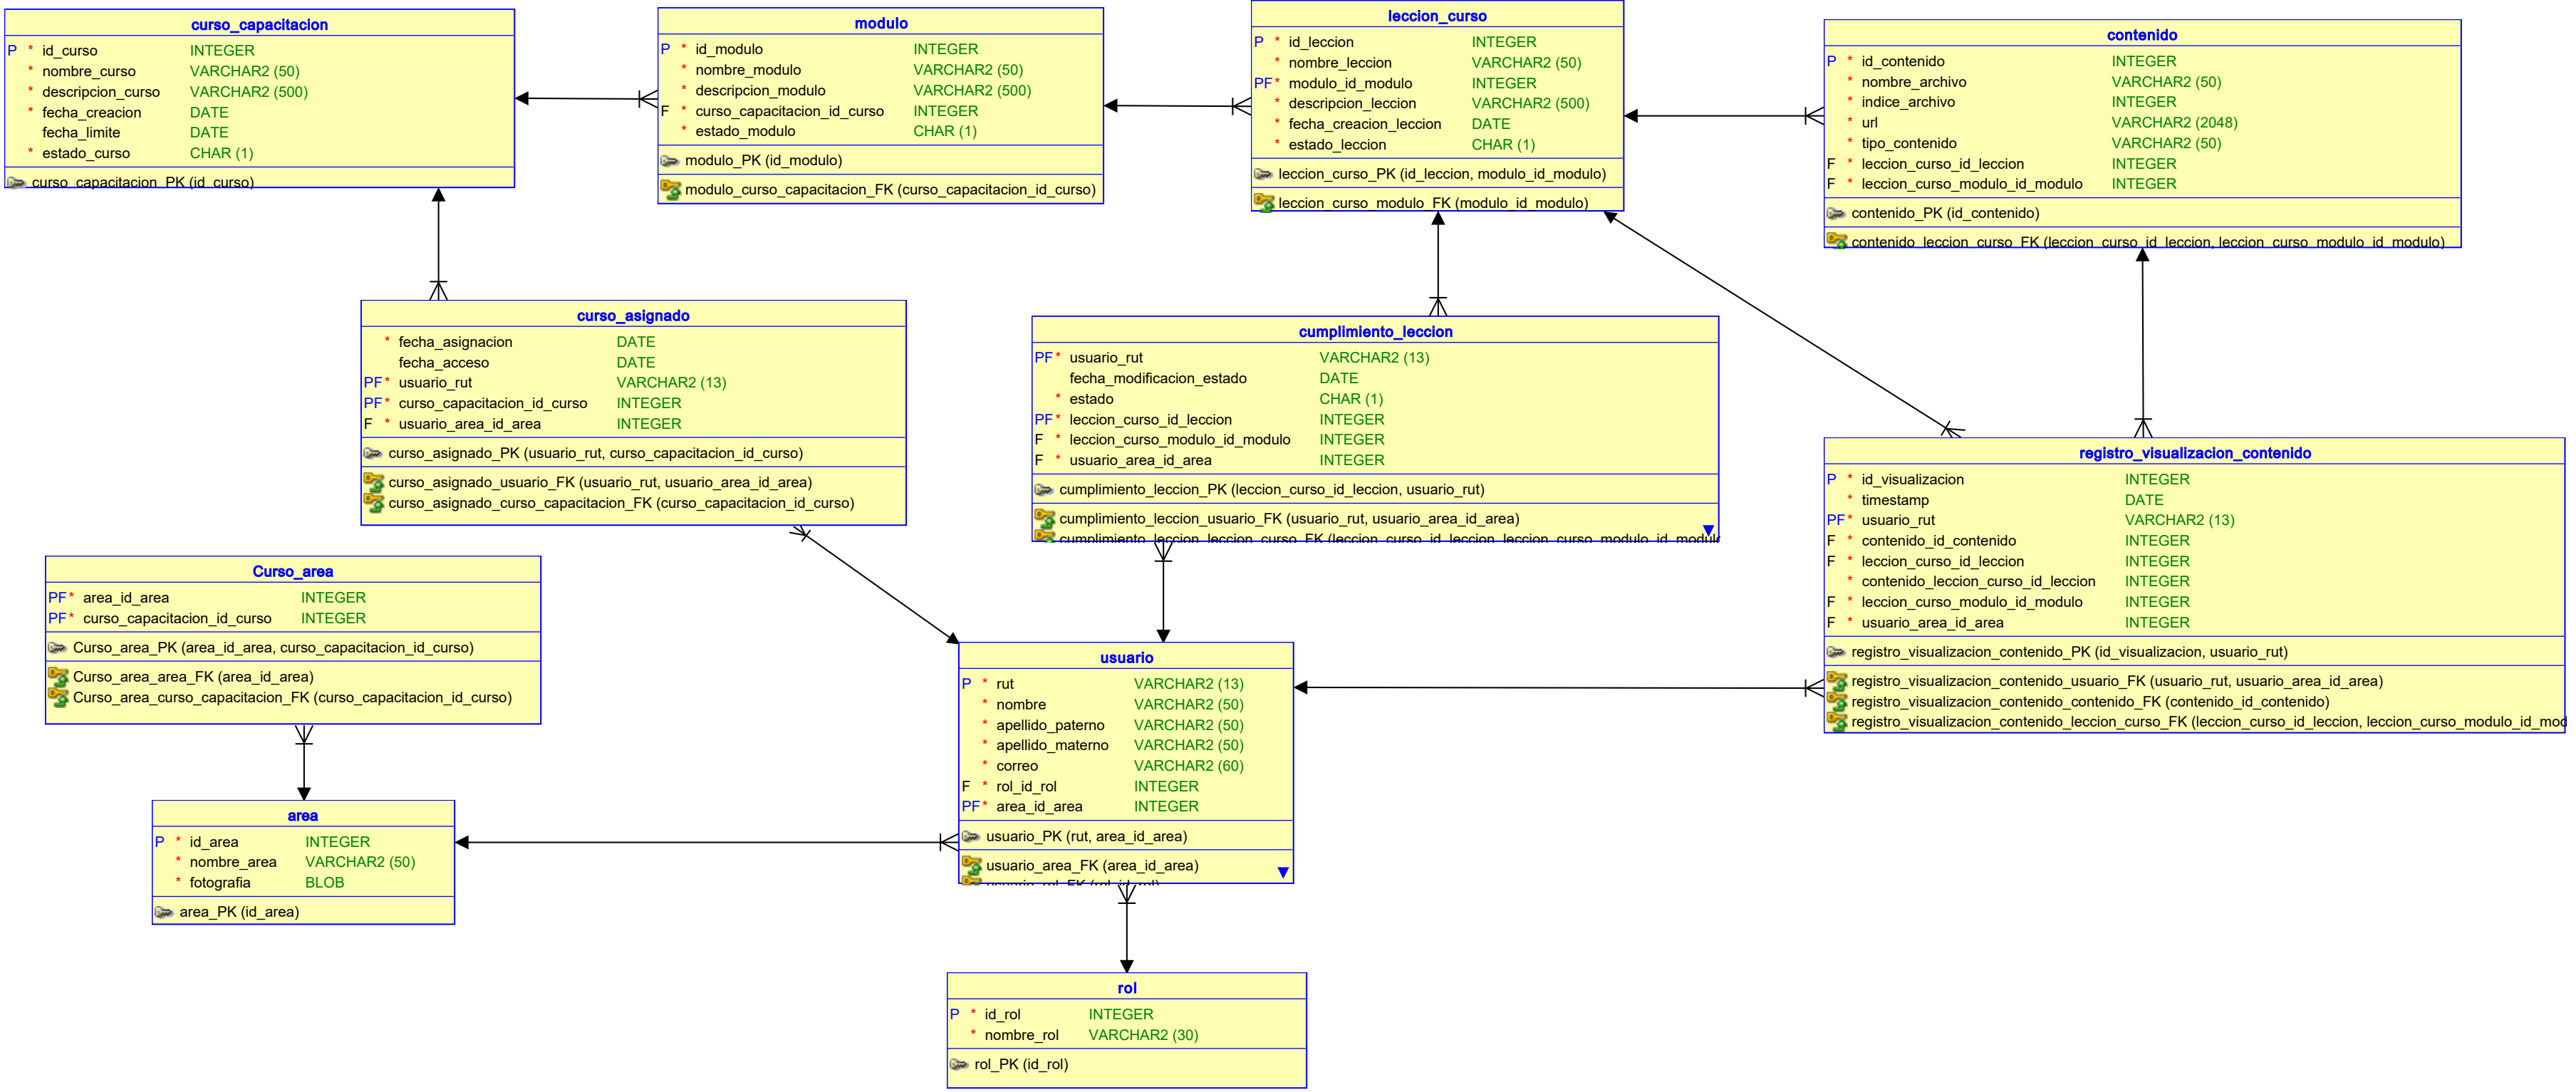 curso_capacitacion
P * id_curso INTEGER
* nombre_curso VARCHAR2 (50)
* descripcion_curso VARCHAR2 (500)
* fecha_creacion DATE
fecha_limite DATE
* estado_curso CHAR (1)
curso_capacitacion_PK (id_curso)
modulo
P * id_modulo INTEGER
* nombre_modulo VARCHAR2 (50)
* descripcion_modulo VARCHAR2 (500)
F * curso_capacitacion_id_curso INTEGER
* estado_modulo CHAR (1)
modulo_PK (id_modulo)
modulo_curso_capacitacion_FK (curso_capacitacion_id_curso)
leccion_curso
P * id_leccion INTEGER
* nombre_leccion VARCHAR2 (50)
PF* modulo_id_modulo INTEGER
* descripcion_leccion VARCHAR2 (500)
* fecha_creacion_leccion DATE
* estado_leccion CHAR (1)
leccion_curso_PK (id_leccion, modulo_id_modulo)
leccion_curso_modulo_FK (modulo_id_modulo)
contenido
P * id_contenido INTEGER
* nombre_archivo VARCHAR2 (50)
* indice_archivo INTEGER
* url VARCHAR2 (2048)
* tipo_contenido VARCHAR2 (50)
F * leccion_curso_id_leccion INTEGER
F * leccion_curso_modulo_id_modulo INTEGER
contenido_PK (id_contenido)
contenido_leccion_curso_FK (leccion_curso_id_leccion, leccion_curso_modulo_id_modulo)
curso_asignado
* fecha_asignacion DATE
fecha_acceso DATE
PF* usuario_rut VARCHAR2 (13)
PF* curso_capacitacion_id_curso INTEGER
F * usuario_area_id_area INTEGER
curso_asignado_PK (usuario_rut, curso_capacitacion_id_curso)
curso_asignado_usuario_FK (usuario_rut, usuario_area_id_area)
curso_asignado_curso_capacitacion_FK (curso_capacitacion_id_curso)
cumplimiento_leccion
PF* usuario_rut VARCHAR2 (13)
fecha_modificacion_estado DATE
* estado CHAR (1)
PF* leccion_curso_id_leccion INTEGER
F * leccion_curso_modulo_id_modulo INTEGER
F * usuario_area_id_area INTEGER
cumplimiento_leccion_PK (leccion_curso_id_leccion, usuario_rut)
cumplimiento_leccion_usuario_FK (usuario_rut, usuario_area_id_area)
cumplimiento_leccion_leccion_curso_FK (leccion_curso_id_leccion, leccion_curso_modulo_id_modulo
registro_visualizacion_contenido
P * id_visualizacion INTEGER
* timestamp DATE
PF* usuario_rut VARCHAR2 (13)
F * contenido_id_contenido INTEGER
F * leccion_curso_id_leccion INTEGER
* contenido_leccion_curso_id_leccion INTEGER
F * leccion_curso_modulo_id_modulo INTEGER
F * usuario_area_id_area INTEGER
registro_visualizacion_contenido_PK (id_visualizacion, usuario_rut)
registro_visualizacion_contenido_usuario_FK (usuario_rut, usuario_area_id_area)
registro_visualizacion_contenido_contenido_FK (contenido_id_contenido)
registro_visualizacion_contenido_leccion_curso_FK (leccion_curso_id_leccion, leccion_curso_modulo_id_mod
Curso_area
PF* area_id_area INTEGER
PF* curso_capacitacion_id_curso INTEGER
Curso_area_PK (area_id_area, curso_capacitacion_id_curso)
Curso_area_area_FK (area_id_area)
Curso_area_curso_capacitacion_FK (curso_capacitacion_id_curso)
usuario
P * rut VARCHAR2 (13)
* nombre VARCHAR2 (50)
* apellido_paterno VARCHAR2 (50)
* apellido_materno VARCHAR2 (50)
* correo VARCHAR2 (60)
F * rol_id_rol INTEGER
PF* area_id_area INTEGER
usuario_PK (rut, area_id_area)
usuario_area_FK (area_id_area)
usuario_rol_FK (rol_id_rol)
area
P * id_area INTEGER
* nombre_area VARCHAR2 (50)
* fotografia BLOB
area_PK (id_area)
rol
P * id_rol INTEGER
* nombre_rol VARCHAR2 (30)
rol_PK (id_rol)